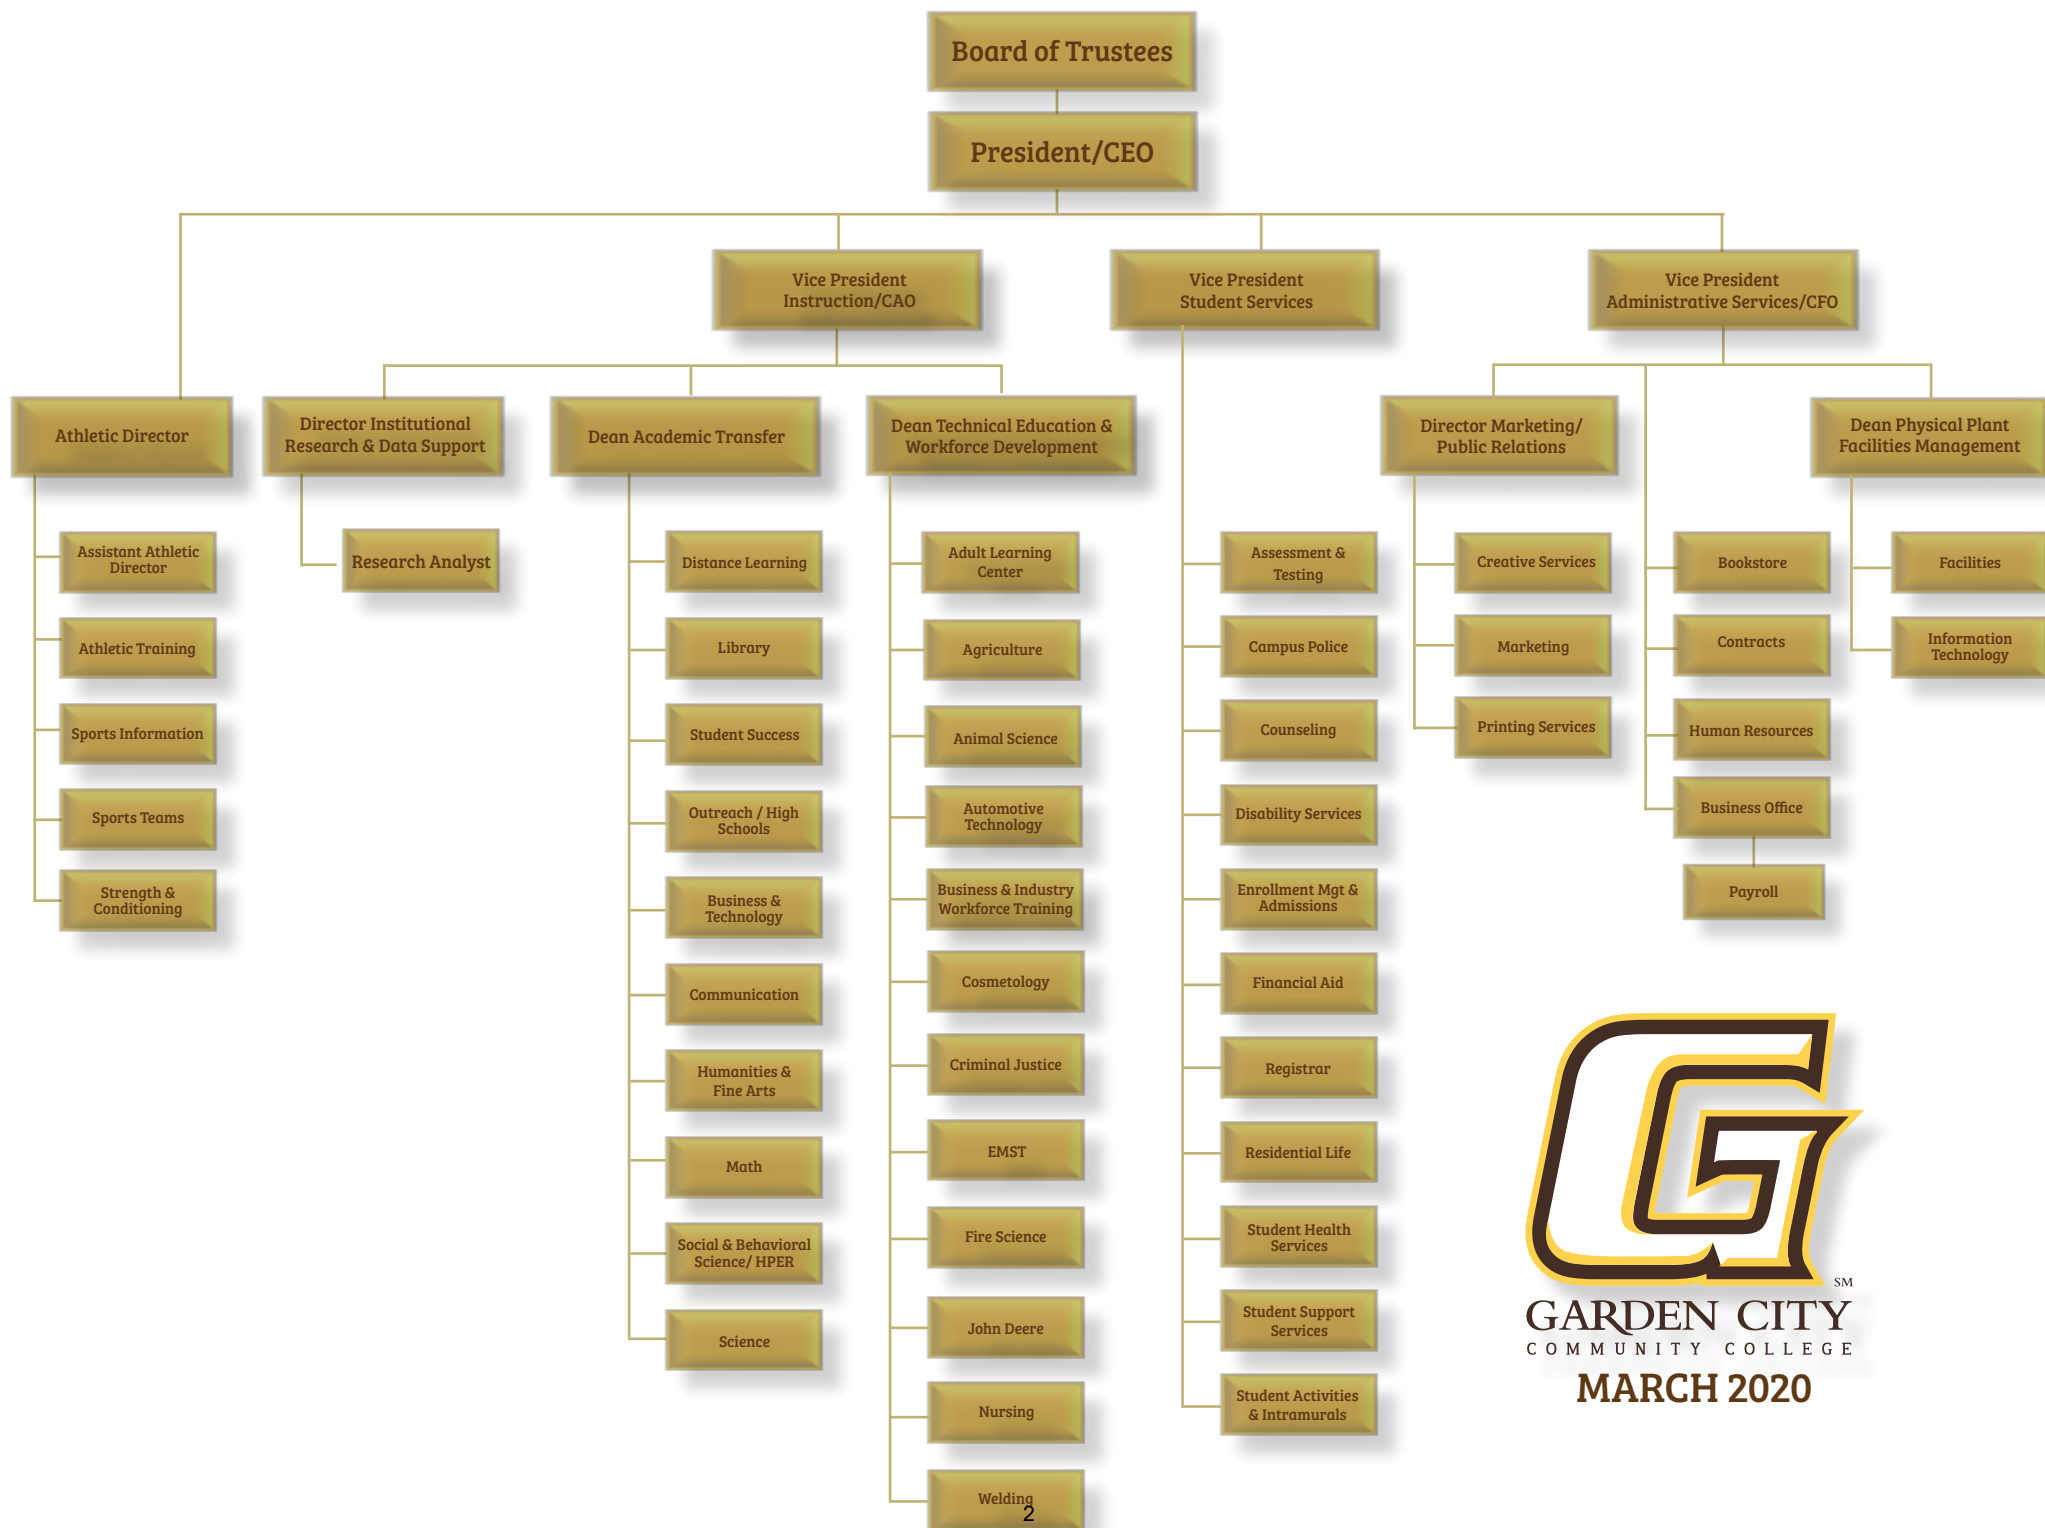 Board of Trustees
President/CEO
Vice President
Instruction/CAO
Vice President
Student Services
Vice President
Administrative Services/CFO
Athletic Director
Director Institutional
Research & Data Support
Dean Academic Transfer
Dean Technical Education &
Workforce Development
Director Marketing/
Public Relations
Dean Physical Plant
Facilities Management
Assistant Athletic
Director
Athletic Training
Sports Information
Sports Teams
Strength &
Conditioning
Research Analyst
Distance Learning
Library
Student Success
Outreach / High
Schools
Business &
Technology
Communication
Humanities &
Fine Arts
Math
Social & Behavioral
Science/ HPER
Science
Adult Learning
Center
Agriculture
Animal Science
Automotive
Technology
Business & Industry
Workforce Training
Cosmetology
Criminal Justice
EMST
Fire Science
John Deere
Nursing
Welding
Assessment &
Testing
Campus Police
Counseling
Disability Services
Enrollment Mgt &
Admissions
Financial Aid
Registrar
Residential Life
Student Health
Services
Student Support
Services
Student Activities
& Intramurals
Creative Services
Marketing
Printing Services
Bookstore
Contracts
Human Resources
Business Office
Payroll
Facilities
Information
Technology
G
SM
GARDEN CITY
COMMUNITY COLLEGE
MARCH 2020
2